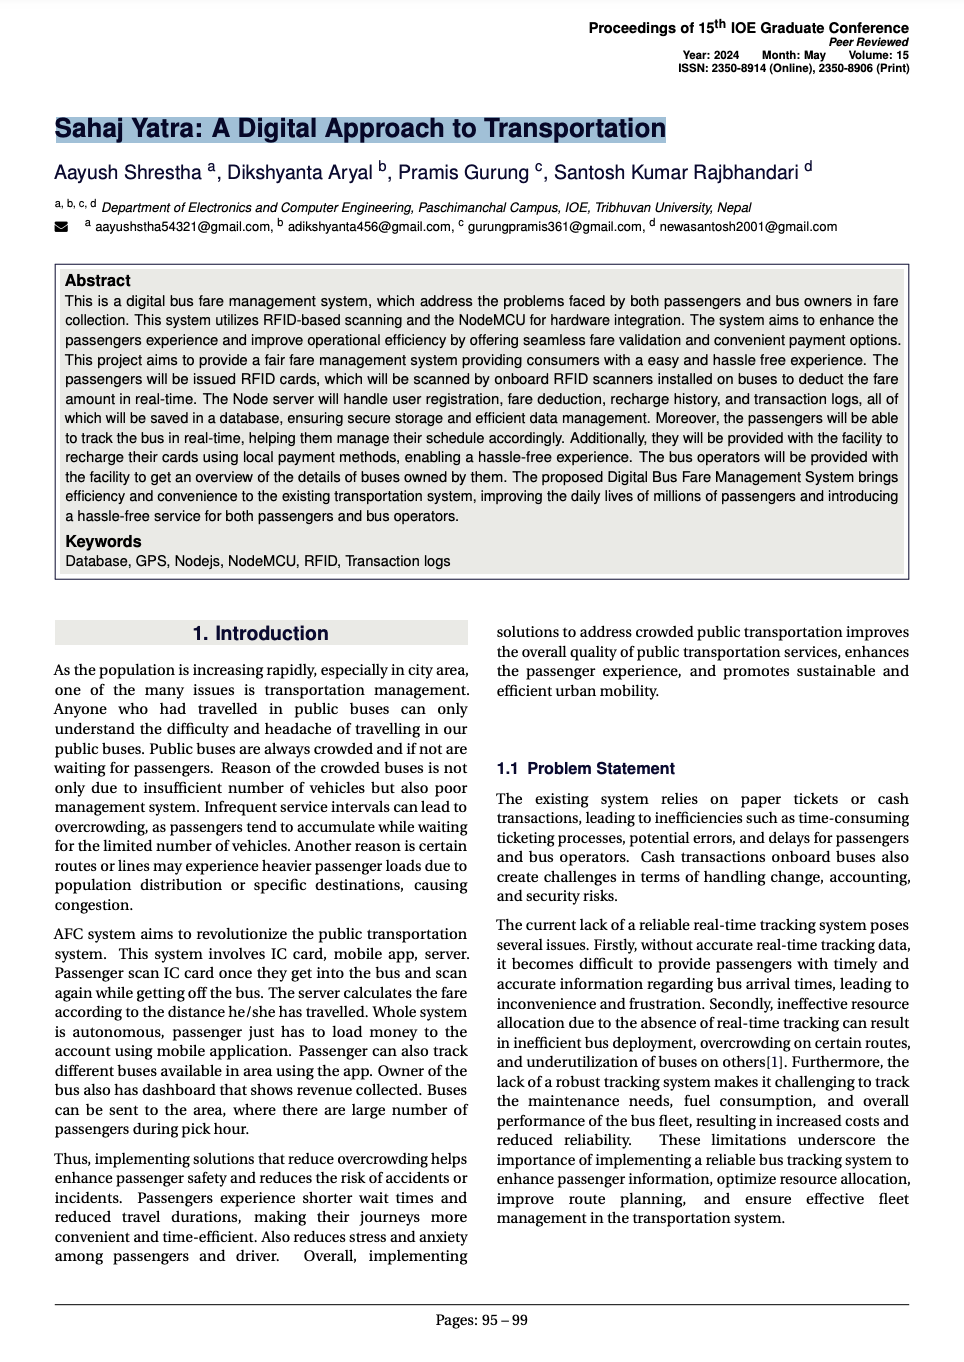 Proceedings of 15th IOE Graduate Conference
Peer Reviewed
Year: 2024 Month: May Volume: 15
ISSN: 2350-8914 (Online), 2350-8906 (Print)
Sahaj Yatra: A Digital Approach to Transportation
Aayush Shrestha a, Dikshyanta Aryal b, Pramis Gurung c, Santosh Kumar Rajbhandari d
a, b, c, d Department of Electronics and Computer Engineering, Paschimanchal Campus, IOE, Tribhuvan University, Nepal
a aayushstha54321@gmail.com, b adikshyanta456@gmail.com, c gurungpramis361@gmail.com, d newasantosh2001@gmail.com
Abstract
This is a digital bus fare management system, which address the problems faced by both passengers and bus owners in fare
collection. This system utilizes RFID-based scanning and the NodeMCU for hardware integration. The system aims to enhance the
passengers experience and improve operational efficiency by offering seamless fare validation and convenient payment options.
This project aims to provide a fair fare management system providing consumers with a easy and hassle free experience. The
passengers will be issued RFID cards, which will be scanned by onboard RFID scanners installed on buses to deduct the fare
amount in real-time. The Node server will handle user registration, fare deduction, recharge history, and transaction logs, all of
which will be saved in a database, ensuring secure storage and efficient data management. Moreover, the passengers will be able
to track the bus in real-time, helping them manage their schedule accordingly. Additionally, they will be provided with the facility to
recharge their cards using local payment methods, enabling a hassle-free experience. The bus operators will be provided with
the facility to get an overview of the details of buses owned by them. The proposed Digital Bus Fare Management System brings
efficiency and convenience to the existing transportation system, improving the daily lives of millions of passengers and introducing
a hassle-free service for both passengers and bus operators.
Keywords
Database, GPS, Nodejs, NodeMCU, RFID, Transaction logs
1. Introduction
As the population is increasing rapidly, especially in city area,
one of the many issues is transportation management.
Anyone who had travelled in public buses can only
understand the difficulty and headache of travelling in our
public buses. Public buses are always crowded and if not are
waiting for passengers. Reason of the crowded buses is not
only due to insufficient number of vehicles but also poor
management system. Infrequent service intervals can lead to
overcrowding, as passengers tend to accumulate while waiting
for the limited number of vehicles. Another reason is certain
routes or lines may experience heavier passenger loads due to
population distribution or specific destinations, causing
congestion.
AFC system aims to revolutionize the public transportation
system. This system involves IC card, mobile app, server.
Passenger scan IC card once they get into the bus and scan
again while getting off the bus. The server calculates the fare
according to the distance he/she has travelled. Whole system
is autonomous, passenger just has to load money to the
account using mobile application. Passenger can also track
different buses available in area using the app. Owner of the
bus also has dashboard that shows revenue collected. Buses
can be sent to the area, where there are large number of
passengers during pick hour.
Thus, implementing solutions that reduce overcrowding helps
enhance passenger safety and reduces the risk of accidents or
incidents. Passengers experience shorter wait times and
reduced travel durations, making their journeys more
convenient and time-efficient. Also reduces stress and anxiety
among passengers and driver. Overall, implementing
solutions to address crowded public transportation improves
the overall quality of public transportation services, enhances
the passenger experience, and promotes sustainable and
efficient urban mobility.
1.1 Problem Statement
The existing system relies on paper tickets or cash
transactions, leading to inefficiencies such as time-consuming
ticketing processes, potential errors, and delays for passengers
and bus operators. Cash transactions onboard buses also
create challenges in terms of handling change, accounting,
and security risks.
The current lack of a reliable real-time tracking system poses
several issues. Firstly, without accurate real-time tracking data,
it becomes difficult to provide passengers with timely and
accurate information regarding bus arrival times, leading to
inconvenience and frustration. Secondly, ineffective resource
allocation due to the absence of real-time tracking can result
in inefficient bus deployment, overcrowding on certain routes,
and underutilization of buses on others[1]. Furthermore, the
lack of a robust tracking system makes it challenging to track
the maintenance needs, fuel consumption, and overall
performance of the bus fleet, resulting in increased costs and
reduced reliability. These limitations underscore the
importance of implementing a reliable bus tracking system to
enhance passenger information, optimize resource allocation,
improve route planning, and ensure effective fleet
management in the transportation system.
Pages: 95 – 99